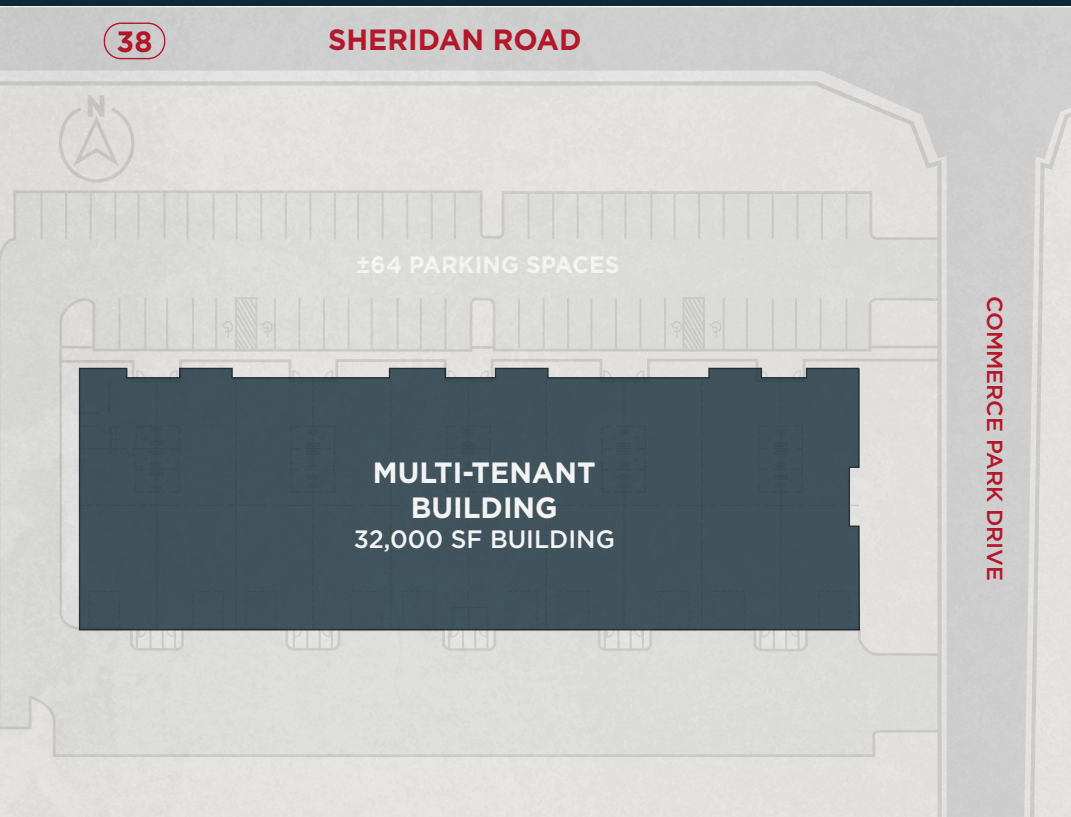 38
SHERIDAN ROAD
N
±64 PARKING SPACES
COMMERCE PARK DRIVE
MULTI-TENANT
BUILDING
32,000 SF BUILDING